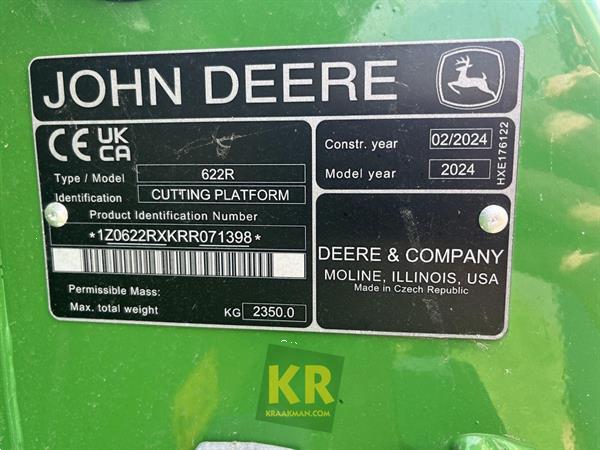 JOHN DEERE
CE UK CA
Type / Model 622R
Identification CUTTING PLATFORM
Product Identification Number
*1Z0622RXKRR071398*
Permissible Mass:
Max. total weight KG 2350.0
Constr. year 02/2024
Model year 2024
HXE176122
DEERE & COMPANY
MOLINE, ILLINOIS, USA
Made in Czech Republic
KR
KRAAKMAN.COM